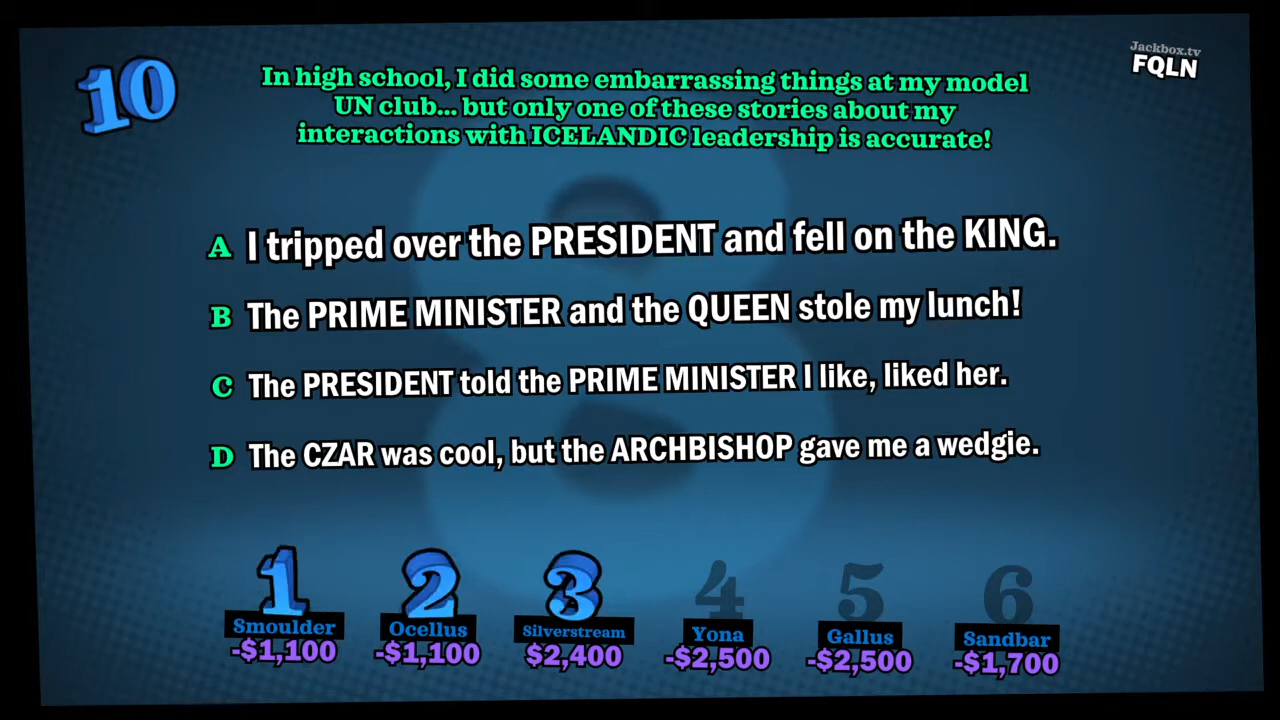 10
Jackbox.tv
FQLN
In high school, I did some embarrassing things at my model
UN club... but only one of these stories about my
interactions with ICELANDIC leadership is accurate!
8
A I tripped over the PRESIDENT and fell on the KING.
B The PRIME MINISTER and the QUEEN stole my lunch!
C The PRESIDENT told the PRIME MINISTER I like, liked her.
D The CZAR was cool, but the ARCHBISHOP gave me a wedgie.
1 2 3 4 5 6
Smoulder Ocellus Silverstream Yona Gallus Sandbar
-$1,100 -$1,100 $2,400 -$2,500 -$2,500 -$1,700